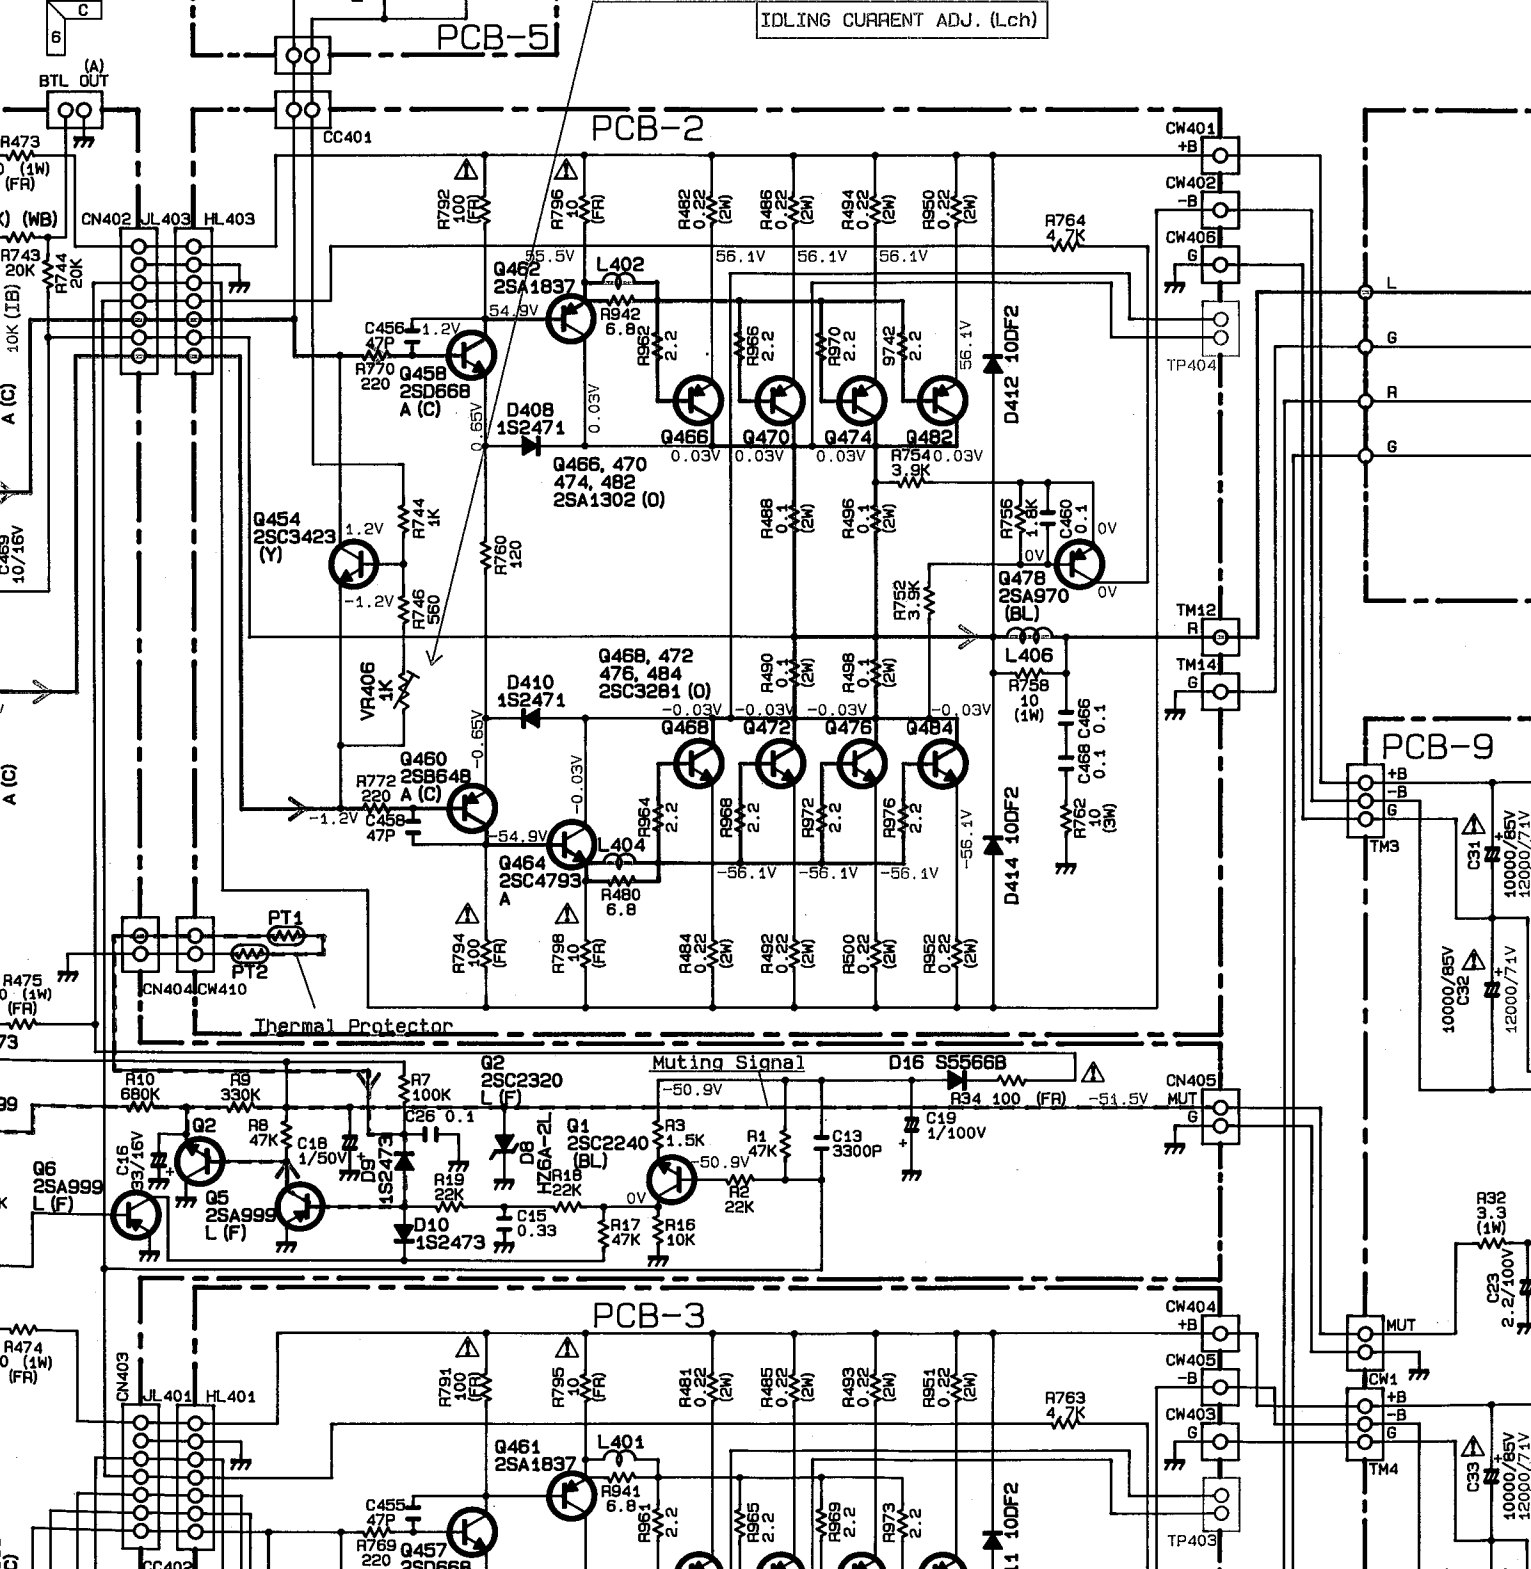 C
6
PCB-5
IDLING CURRENT ADJ. (Lch)
(A)
BTL OUT
CC401
PCB-2
CW401
+B
CW402
-B
CW406
G
R473
(1W)
(FR)
(WB)
R743
20K
R744
20K
10K (IB)
CN402 JL403 HL403
R792
100
(FR)
R796
10
(FR)
R482
0.22
(2W)
R486
0.22
(2W)
R494
0.22
(2W)
R950
0.22
(2W)
R764
4.7K
55.5V
56.1V
56.1V
56.1V
Q462
2SA1837
L402
54.9V
R942
6.8
C456
47P
1.2V
R770
220
Q458
2SD668
A (C)
R962
2.2
R966
2.2
R970
2.2
9742
2.2
56.1V
D412 10DF2
TP404
L
G
R
G
A (C)
0.65V
D408
1S2471
0.03V
Q466
Q470
Q474
Q482
0.03V
0.03V
0.03V
0.03V
Q466, 470
474, 482
2SA1302 (O)
R754
3.9K
C469
10/16V
Q454
2SC3423
(Y)
1.2V
-1.2V
R744
1K
R746
560
R760
120
R488
0.1
(2W)
R496
0.1
(2W)
R756
1.8K
C460
0.1
0V
0V
0V
Q478
2SA970
(BL)
R752
3.9K
TM12
R
TM14
G
VR406
1K
Q468, 472
476, 484
2SC3281 (O)
R490
0.1
(2W)
R498
0.1
(2W)
L406
R758
10
(1W)
D410
1S2471
-0.03V
-0.03V
-0.03V
-0.03V
Q468
Q472
Q476
Q484
-0.65V
-0.03V
C466
0.1
C468
0.1
R762
10
(3W)
A (C)
Q460
2SB648
A (C)
R772
220
-1.2V
C458
47P
-54.9V
Q464
2SC4793
A
L404
R480
6.8
R964
2.2
R968
2.2
R972
2.2
R976
2.2
-56.1V
-56.1V
-56.1V
-56.1V
D414 10DF2
PCB-9
+B
-B
G
TM3
C31
10000/85V
12000/71V
10000/85V
C32
12000/71V
R794
100
(FR)
R798
10
(FR)
R484
0.22
(2W)
R492
0.22
(2W)
R500
0.22
(2W)
R952
0.22
(2W)
PT1
PT2
CN404 CW410
R475
(1W)
(FR)
Thermal Protector
Q2
2SC2320
L (F)
Muting Signal
D16 S5566B
R10
680K
R9
330K
R7
100K
C26 0.1
-50.9V
R34 100 (FR)
-51.5V
CN405
MUT
G
Q2
R8
47K
C18
1/50V
D9
1S2473
D8
HZ6A-2L
Q1
2SC2240
(BL)
R3
1.5K
-50.9V
R1
47K
C13
3300P
C19
1/100V
C16
33/16V
Q6
2SA999
L (F)
Q5
2SA999
L (F)
R19
22K
R18
22K
0V
R2
22K
D10
1S2473
C15
0.33
R17
47K
R16
10K
R32
3.3
(1W)
C23
2.2/100V
PCB-3
CW404
+B
CW405
-B
CW403
G
MUT
CW1
+B
-B
G
TM4
C33
10000/85V
12000/71V
R474
(1W)
(FR)
CN403
JL401 HL401
R791
100
(FR)
R795
10
(FR)
R481
0.22
(2W)
R485
0.22
(2W)
R493
0.22
(2W)
R951
0.22
(2W)
R763
4.7K
Q461
2SA1837
L401
R941
6.8
C455
47P
R769
220
Q457
2SD668
R961
2.2
R965
2.2
R969
2.2
R973
2.2
10DF2
TP403
CC402